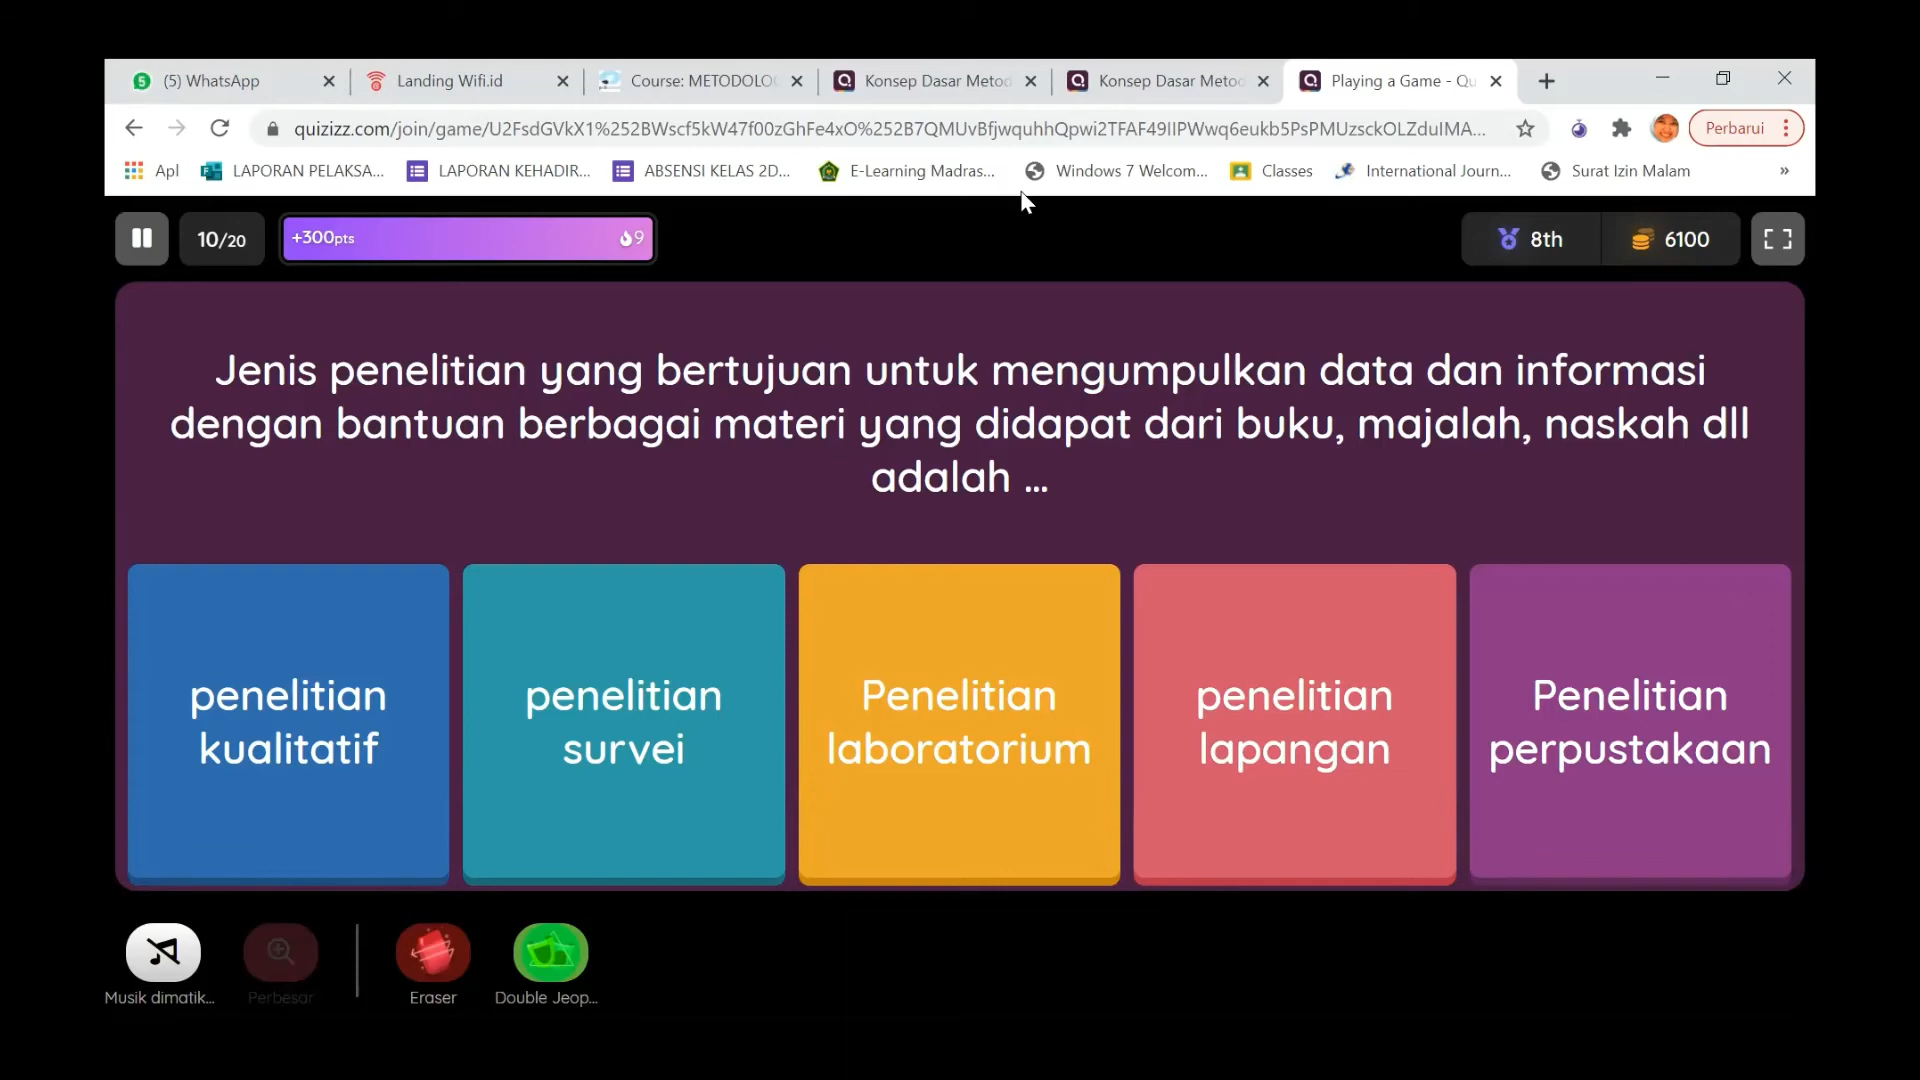 (5) WhatsApp
Landing Wifi.id
Course: METODOLO
Konsep Dasar Metod
Konsep Dasar Metod
Playing a Game - Qu
quizizz.com/join/game/U2FsdGVkX1%252BWscf5kW47f00zGhFe4xO%252B7QMUvBfjwquhhQpwi2TFAF49IIPWwq6eukb5PsPMUzsckOLZduIMA...
Perbarui
Apl
LAPORAN PELAKSA...
LAPORAN KEHADIR...
ABSENSI KELAS 2D...
E-Learning Madras...
Windows 7 Welcom...
Classes
International Journ...
Surat Izin Malam
»
10/20
+300pts
9
8th
6100
Jenis penelitian yang bertujuan untuk mengumpulkan data dan informasi
dengan bantuan berbagai materi yang didapat dari buku, majalah, naskah dll
adalah ...
penelitian
kualitatif
penelitian
survei
Penelitian
laboratorium
penelitian
lapangan
Penelitian
perpustakaan
Musik dimatik...
Perbesar
Eraser
Double Jeop...